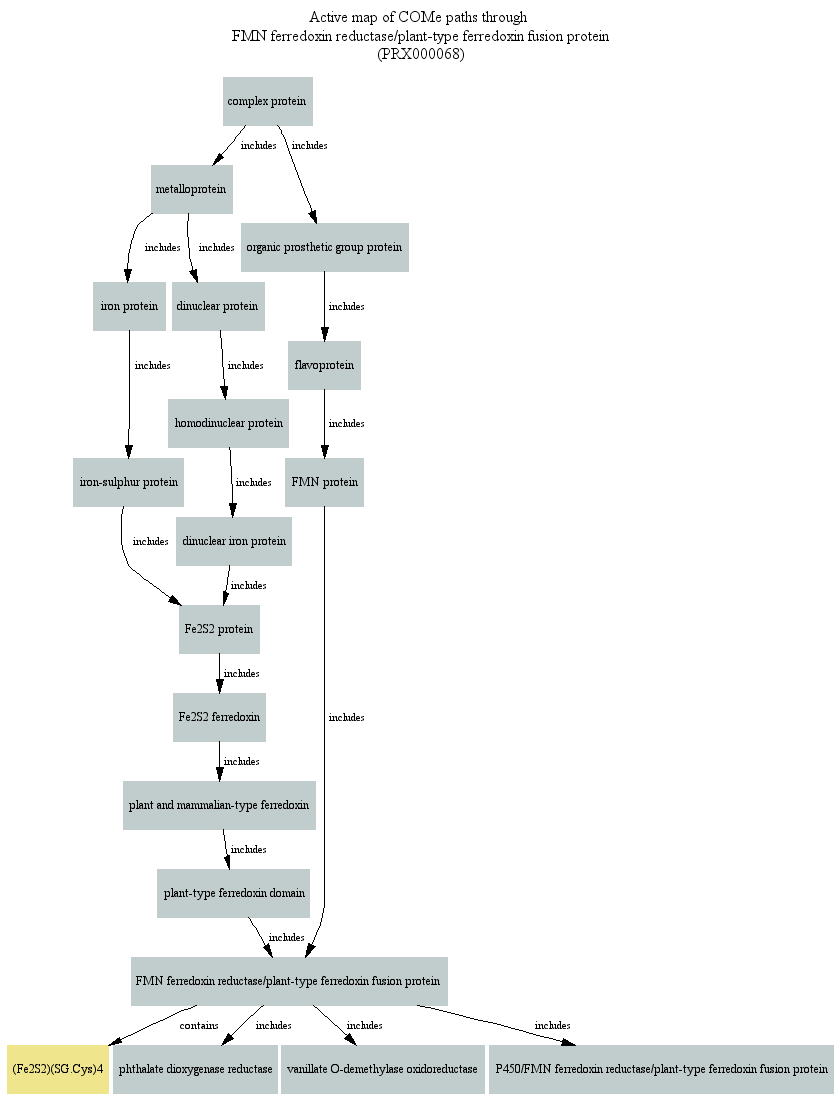 Active map of COMe paths through
FMN ferredoxin reductase/plant-type ferredoxin fusion protein
(PRX000068)
complex protein
includes
includes
metalloprotein
organic prosthetic group protein
includes
includes
iron protein
dinuclear protein
includes
includes
includes
flavoprotein
homodinuclear protein
includes
iron-sulphur protein
includes
FMN protein
includes
dinuclear iron protein
includes
Fe2S2 protein
includes
Fe2S2 ferredoxin
includes
includes
plant and mammalian-type ferredoxin
includes
plant-type ferredoxin domain
includes
FMN ferredoxin reductase/plant-type ferredoxin fusion protein
contains
includes
includes
includes
(Fe2S2)(SG.Cys)4
phthalate dioxygenase reductase
vanillate O-demethylase oxidoreductase
P450/FMN ferredoxin reductase/plant-type ferredoxin fusion protein